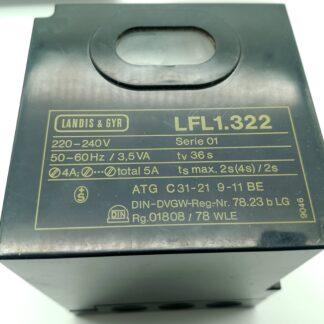 LANDIS & GYR LFL1.322
220-240V Serie 01
50-60Hz / 3,5VA tv 36s
4A; total 5A ts max. 2s(4s) / 2s
S ATG C31-21 9-11 BE
DIN DIN-DVGW-Reg.-Nr. 78.23 b LG
Rg.01808 / 78 WLE
9046